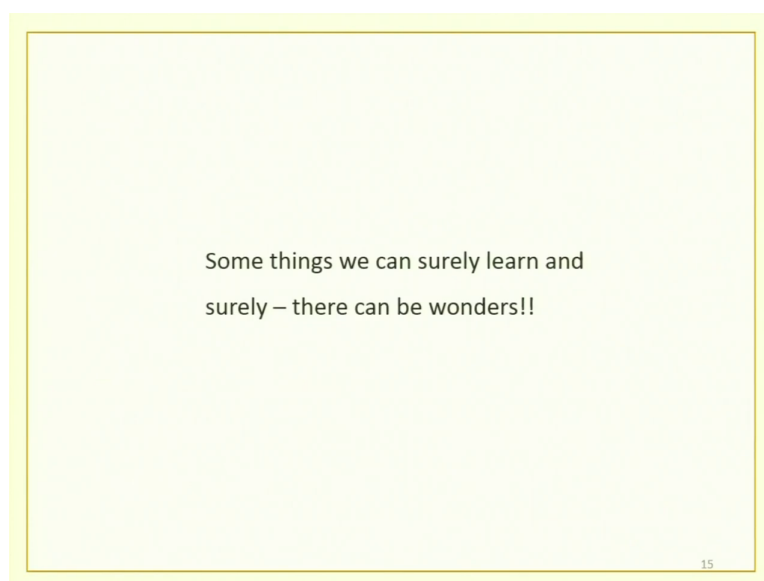 Some things we can surely learn and
surely – there can be wonders!!
15